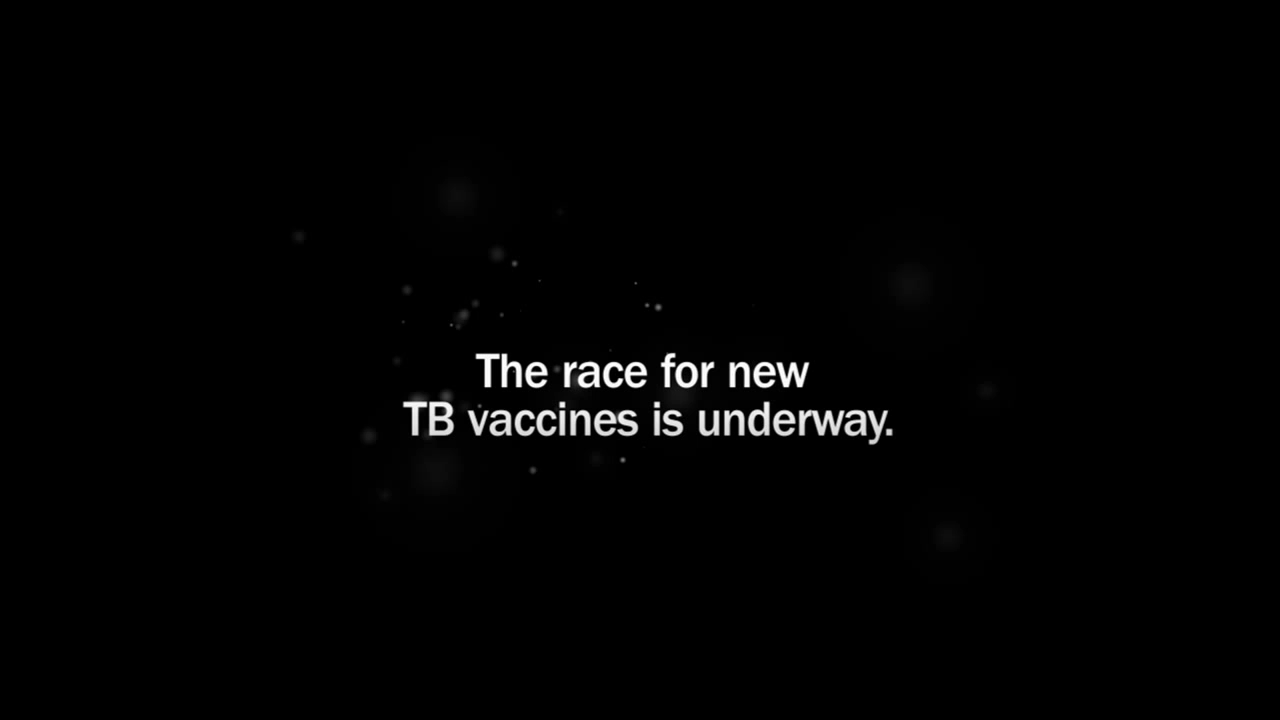 The race for new
TB vaccines is underway.